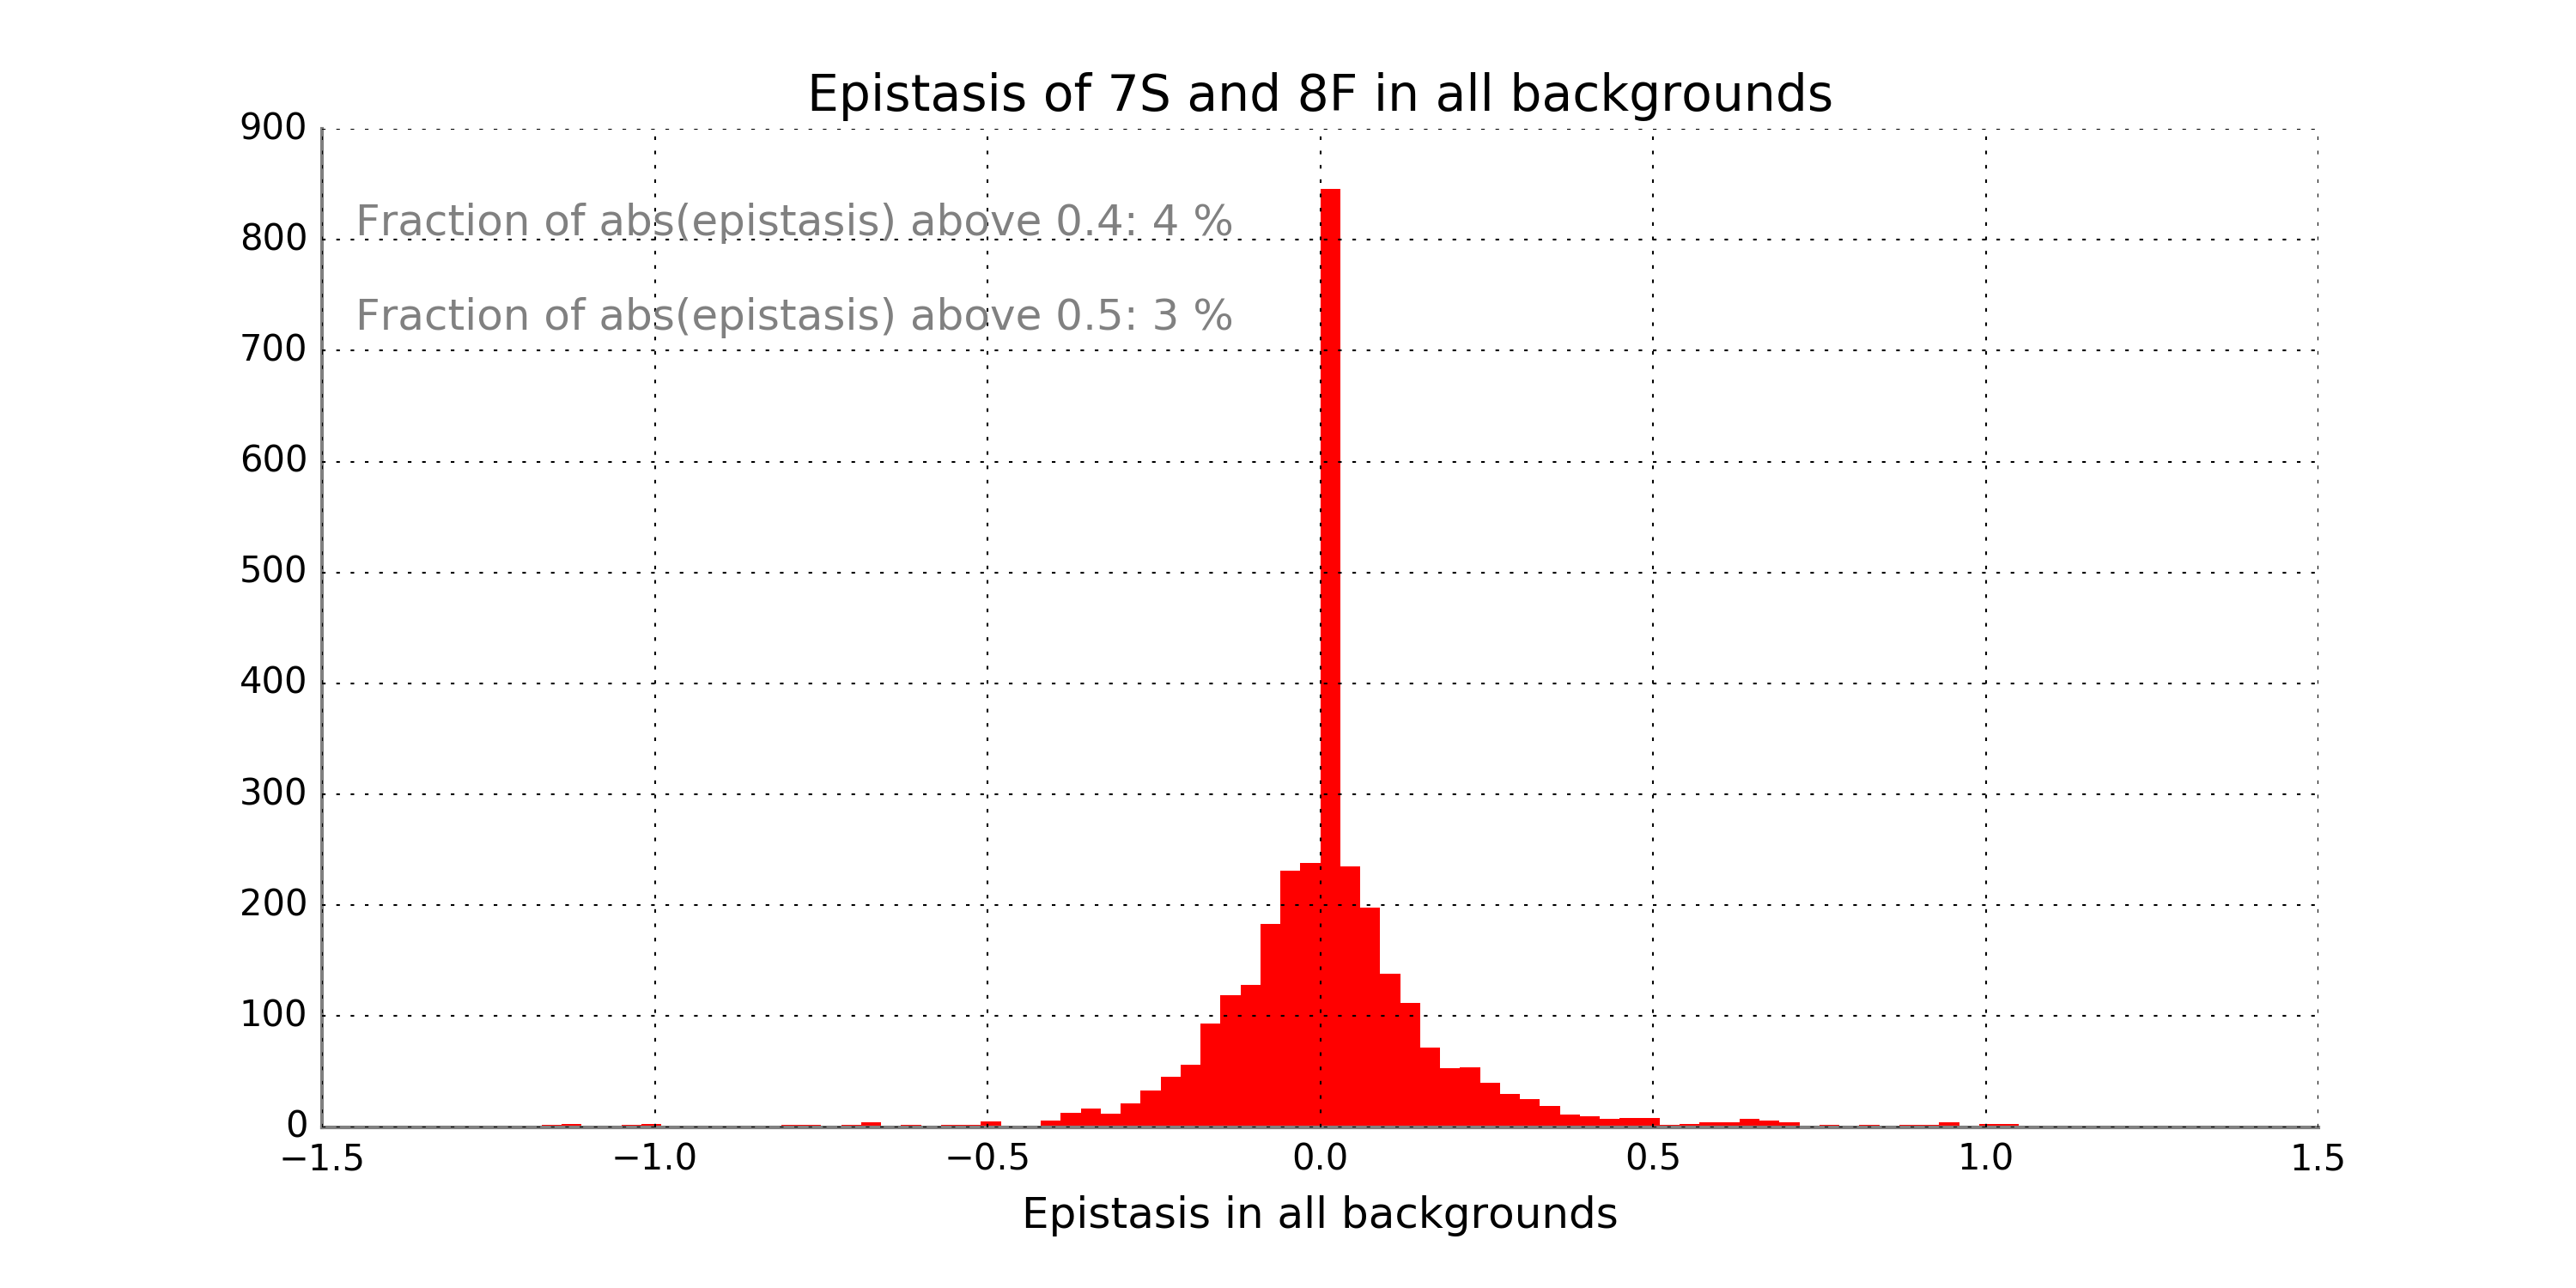 Epistasis of 7S and 8F in all backgrounds
900
Fraction of abs(epistasis) above 0.4: 4 %
800
Fraction of abs(epistasis) above 0.5: 3 %
700
600
500
400
300
200
100
0
−1.5 −1.0 −0.5 0.0 0.5 1.0 1.5
Epistasis in all backgrounds